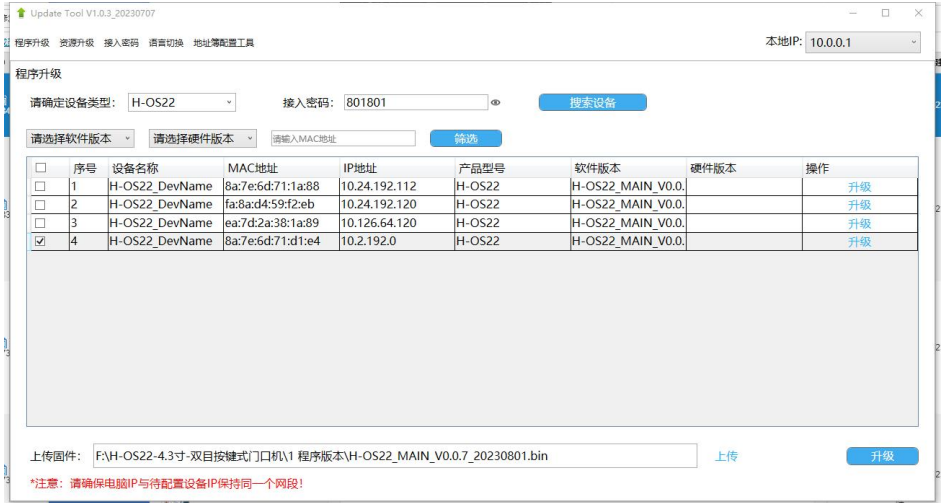 Update Tool V1.0.3_20230707
程序升级 资源升级 接入密码 语言切换 地址簿配置工具 本地IP: 10.0.0.1
程序升级
请确定设备类型: H-OS22 接入密码: 801801 搜索设备
请选择软件版本 请选择硬件版本 请输入MAC地址 筛选
序号 设备名称 MAC地址 IP地址 产品型号 软件版本 硬件版本 操作
1 H-OS22_DevName 8a:7e:6d:71:1a:88 10.24.192.112 H-OS22 H-OS22_MAIN_V0.0. 升级
2 H-OS22_DevName fa:8a:d4:59:f2:eb 10.24.192.120 H-OS22 H-OS22_MAIN_V0.0. 升级
3 H-OS22_DevName ea:7d:2a:38:1a:89 10.126.64.120 H-OS22 H-OS22_MAIN_V0.0. 升级
4 H-OS22_DevName 8a:7e:6d:71:d1:e4 10.2.192.0 H-OS22 H-OS22_MAIN_V0.0. 升级
上传固件: F:\H-OS22-4.3寸-双目按键式门口机\1 程序版本\H-OS22_MAIN_V0.0.7_20230801.bin 上传 升级
*注意：请确保电脑IP与待配置设备IP保持同一个网段！